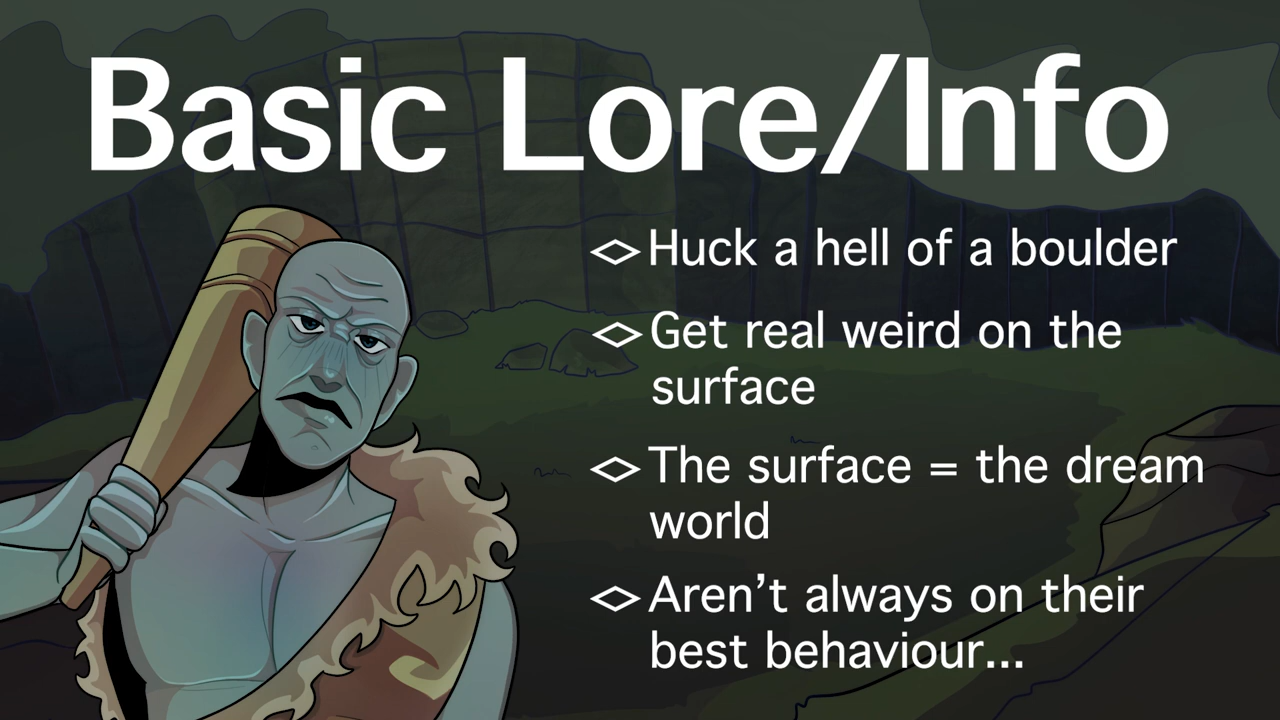 Basic Lore/Info
Huck a hell of a boulder
Get real weird on the
surface
The surface = the dream
world
Aren’t always on their
best behaviour...